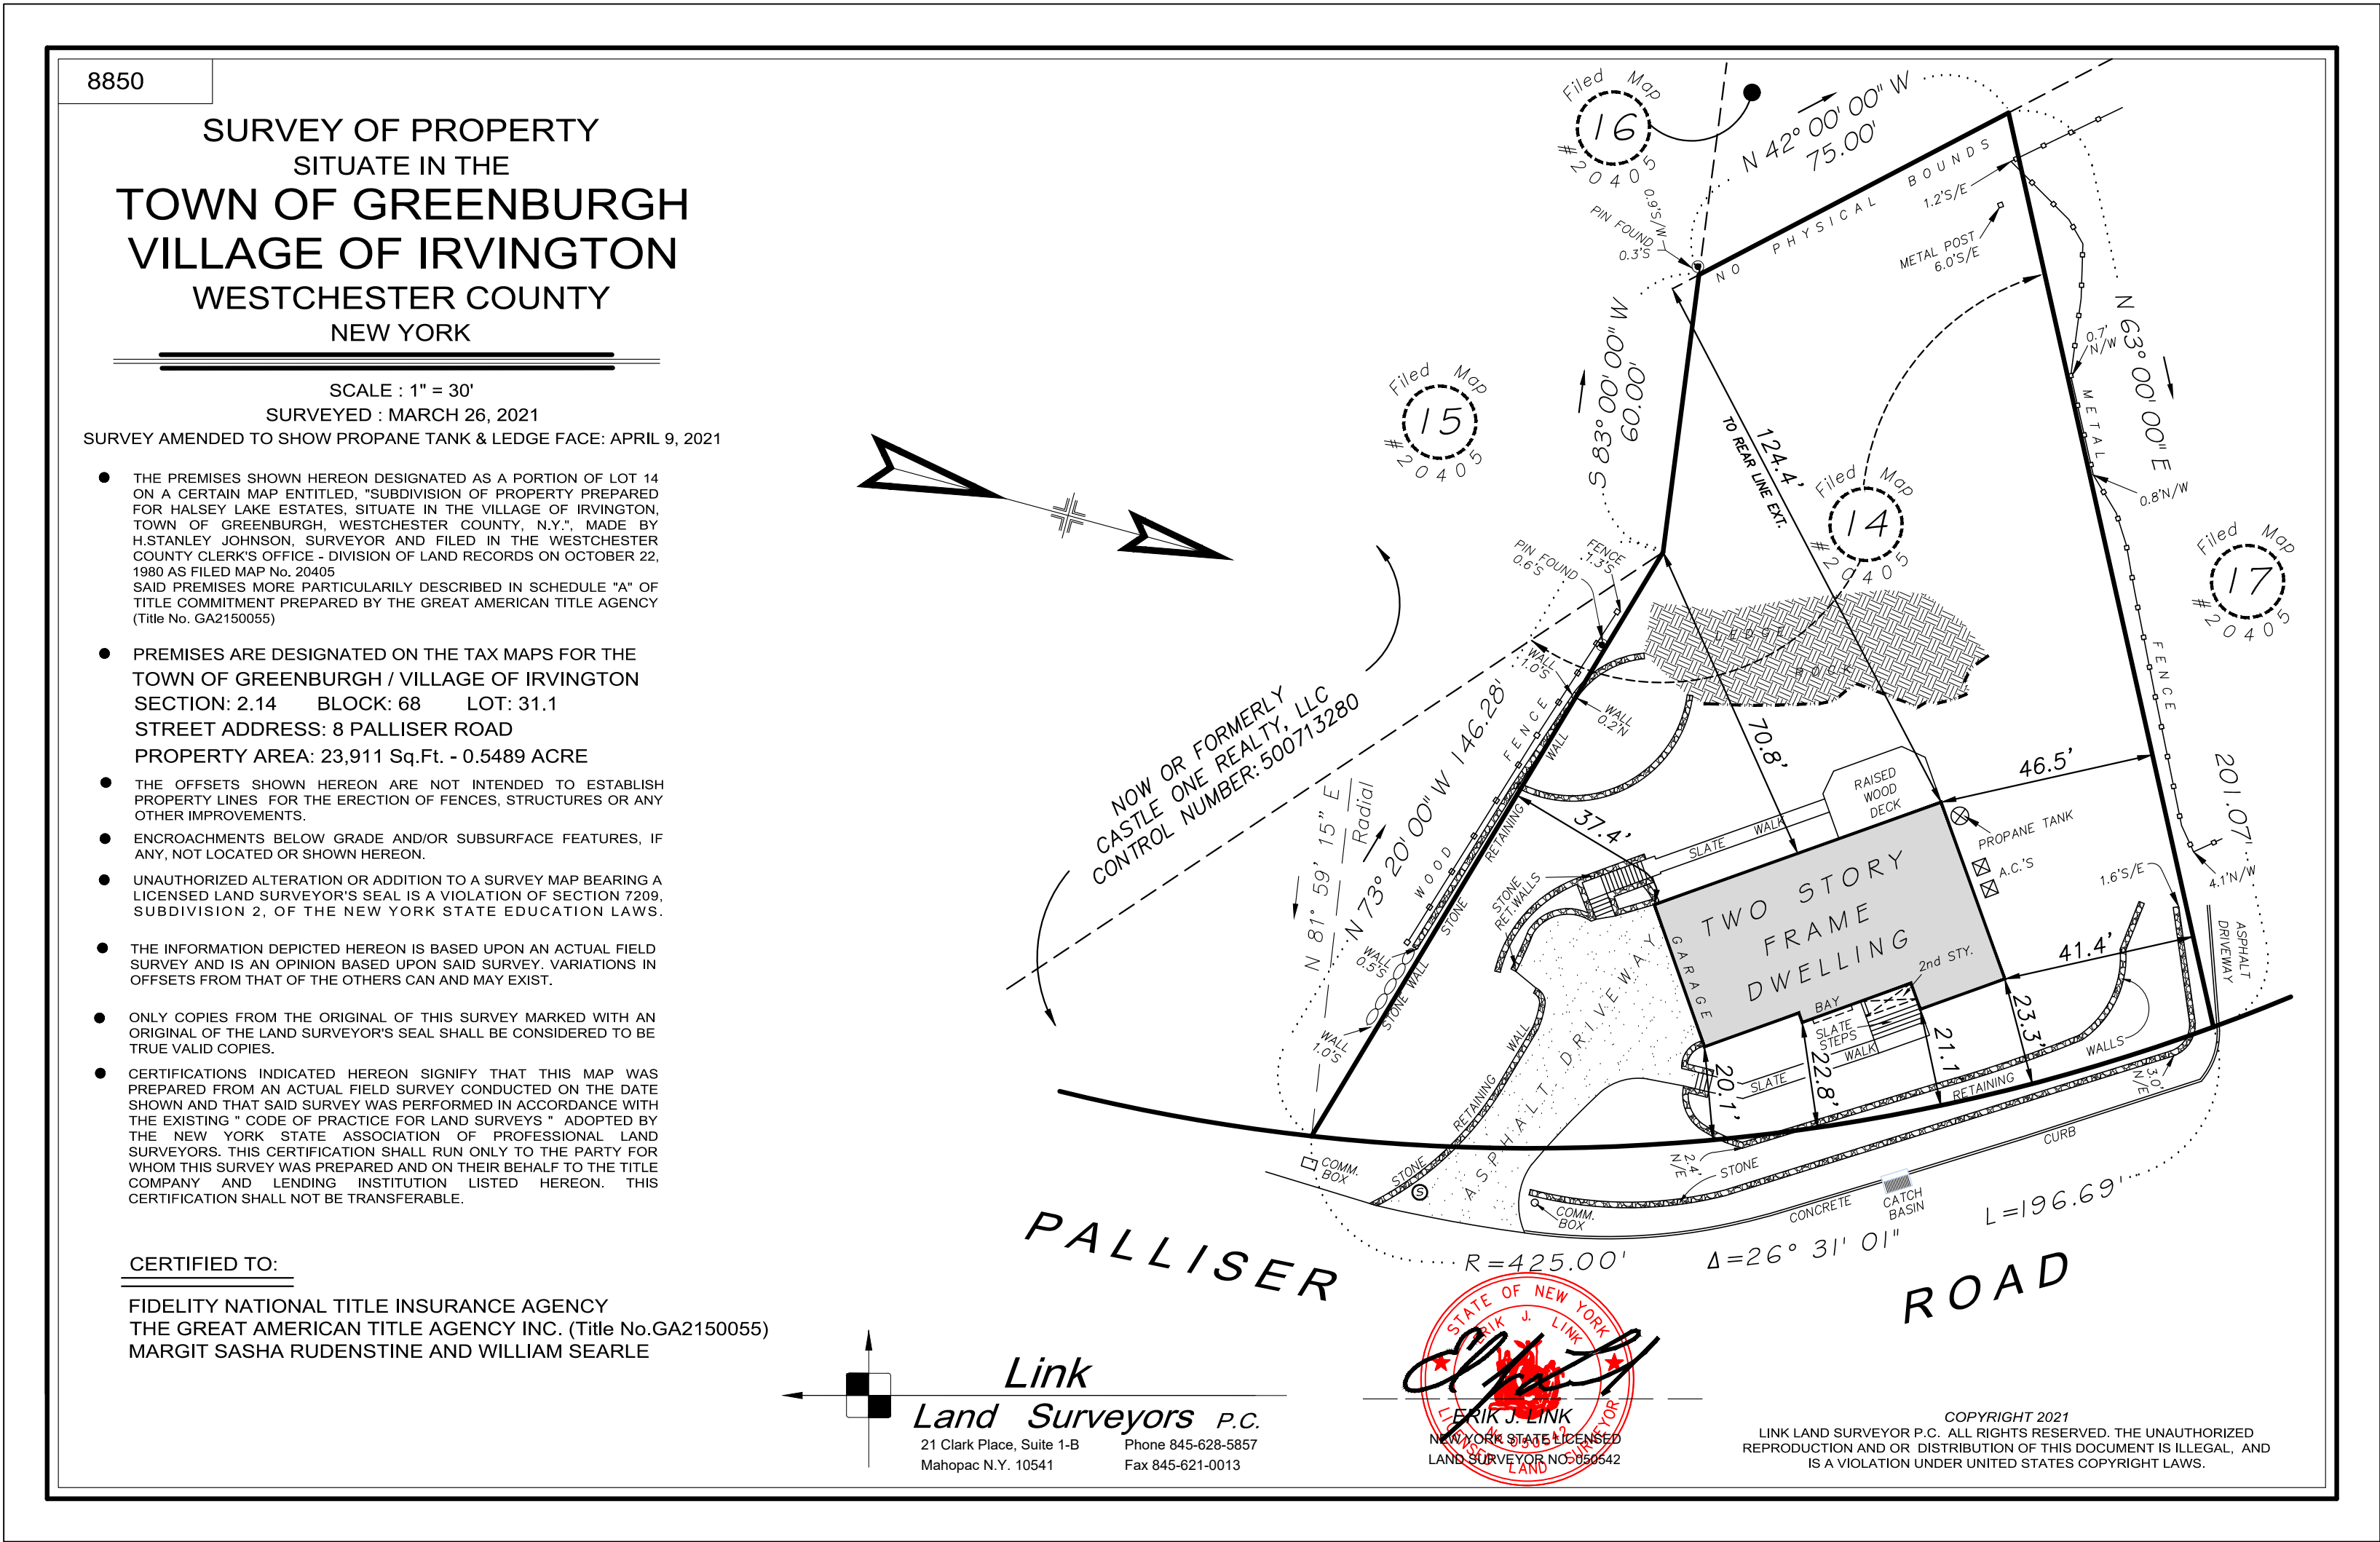 8850
SURVEY OF PROPERTY
SITUATE IN THE
TOWN OF GREENBURGH
VILLAGE OF IRVINGTON
WESTCHESTER COUNTY
NEW YORK
SCALE : 1" = 30'
SURVEYED : MARCH 26, 2021
SURVEY AMENDED TO SHOW PROPANE TANK & LEDGE FACE: APRIL 9, 2021
THE PREMISES SHOWN HEREON DESIGNATED AS A PORTION OF LOT 14
ON A CERTAIN MAP ENTITLED, "SUBDIVISION OF PROPERTY PREPARED
FOR HALSEY LAKE ESTATES, SITUATE IN THE VILLAGE OF IRVINGTON,
TOWN OF GREENBURGH, WESTCHESTER COUNTY, N.Y.", MADE BY
H.STANLEY JOHNSON, SURVEYOR AND FILED IN THE WESTCHESTER
COUNTY CLERK'S OFFICE - DIVISION OF LAND RECORDS ON OCTOBER 22,
1980 AS FILED MAP No. 20405
SAID PREMISES MORE PARTICULARILY DESCRIBED IN SCHEDULE "A" OF
TITLE COMMITMENT PREPARED BY THE GREAT AMERICAN TITLE AGENCY
(Title No. GA2150055)
PREMISES ARE DESIGNATED ON THE TAX MAPS FOR THE
TOWN OF GREENBURGH / VILLAGE OF IRVINGTON
SECTION: 2.14 BLOCK: 68 LOT: 31.1
STREET ADDRESS: 8 PALLISER ROAD
PROPERTY AREA: 23,911 Sq.Ft. - 0.5489 ACRE
THE OFFSETS SHOWN HEREON ARE NOT INTENDED TO ESTABLISH
PROPERTY LINES FOR THE ERECTION OF FENCES, STRUCTURES OR ANY
OTHER IMPROVEMENTS.
ENCROACHMENTS BELOW GRADE AND/OR SUBSURFACE FEATURES, IF
ANY, NOT LOCATED OR SHOWN HEREON.
UNAUTHORIZED ALTERATION OR ADDITION TO A SURVEY MAP BEARING A
LICENSED LAND SURVEYOR'S SEAL IS A VIOLATION OF SECTION 7209,
SUBDIVISION 2, OF THE NEW YORK STATE EDUCATION LAWS.
THE INFORMATION DEPICTED HEREON IS BASED UPON AN ACTUAL FIELD
SURVEY AND IS AN OPINION BASED UPON SAID SURVEY. VARIATIONS IN
OFFSETS FROM THAT OF THE OTHERS CAN AND MAY EXIST.
ONLY COPIES FROM THE ORIGINAL OF THIS SURVEY MARKED WITH AN
ORIGINAL OF THE LAND SURVEYOR'S SEAL SHALL BE CONSIDERED TO BE
TRUE VALID COPIES.
CERTIFICATIONS INDICATED HEREON SIGNIFY THAT THIS MAP WAS
PREPARED FROM AN ACTUAL FIELD SURVEY CONDUCTED ON THE DATE
SHOWN AND THAT SAID SURVEY WAS PERFORMED IN ACCORDANCE WITH
THE EXISTING " CODE OF PRACTICE FOR LAND SURVEYS " ADOPTED BY
THE NEW YORK STATE ASSOCIATION OF PROFESSIONAL LAND
SURVEYORS. THIS CERTIFICATION SHALL RUN ONLY TO THE PARTY FOR
WHOM THIS SURVEY WAS PREPARED AND ON THEIR BEHALF TO THE TITLE
COMPANY AND LENDING INSTITUTION LISTED HEREON. THIS
CERTIFICATION SHALL NOT BE TRANSFERABLE.
CERTIFIED TO:
FIDELITY NATIONAL TITLE INSURANCE AGENCY
THE GREAT AMERICAN TITLE AGENCY INC. (Title No.GA2150055)
MARGIT SASHA RUDENSTINE AND WILLIAM SEARLE
Filed Map
16
#20405
N 42° 00' 00" W
75.00'
NO PHYSICAL BOUNDS
1.2'S/E
METAL POST
6.0'S/E
0.9'S/W
PIN FOUND
0.3'S
S 83° 00' 00" W
60.00'
Filed Map
15
#20405
124.4'
TO REAR LINE EXT.
Filed Map
14
#20405
N 63° 00' 00" E
201.07'
0.7'
N/W
METAL FENCE
0.8'N/W
Filed Map
17
#20405
PIN FOUND
0.6'S
FENCE
1.3'S
LEDGE
ROCK
WALL
1.0'S
WALL
0.2'N
NOW OR FORMERLY
CASTLE ONE REALTY, LLC
CONTROL NUMBER: 500713280
N 81° 59' 15" E
Radial
N 73° 20' 00" W 146.28'
WOOD FENCE
STONE RETAINING WALL
37.4'
70.8'
46.5'
RAISED
WOOD
DECK
SLATE WALK
PROPANE TANK
A.C.'S
STONE
RET.WALLS
TWO STORY
FRAME
DWELLING
GARAGE
2nd STY.
BAY
SLATE
STEPS
SLATE WALK
41.4'
1.6'S/E
4.1'N/W
ASPHALT
DRIVEWAY
WALL
0.5'S
STONE WALL
WALL
1.0'S
ASPHALT DRIVEWAY
STONE RETAINING WALL
20.1'
22.8'
21.1'
23.3'
STONE RETAINING WALLS
3.0'
N/E
2.4'
N/E
COMM.
BOX
S
COMM.
BOX
CONCRETE CURB
CATCH
BASIN
R=425.00' Δ=26° 31' 01" L=196.69'
PALLISER ROAD
Link
Land Surveyors P.C.
21 Clark Place, Suite 1-B Phone 845-628-5857
Mahopac N.Y. 10541 Fax 845-621-0013
STATE OF NEW YORK
ERIK J. LINK
No 050542
LICENSED LAND SURVEYOR
ERIK J. LINK
NEW YORK STATE LICENSED
LAND SURVEYOR NO. 050542
COPYRIGHT 2021
LINK LAND SURVEYOR P.C. ALL RIGHTS RESERVED. THE UNAUTHORIZED
REPRODUCTION AND OR DISTRIBUTION OF THIS DOCUMENT IS ILLEGAL, AND
IS A VIOLATION UNDER UNITED STATES COPYRIGHT LAWS.